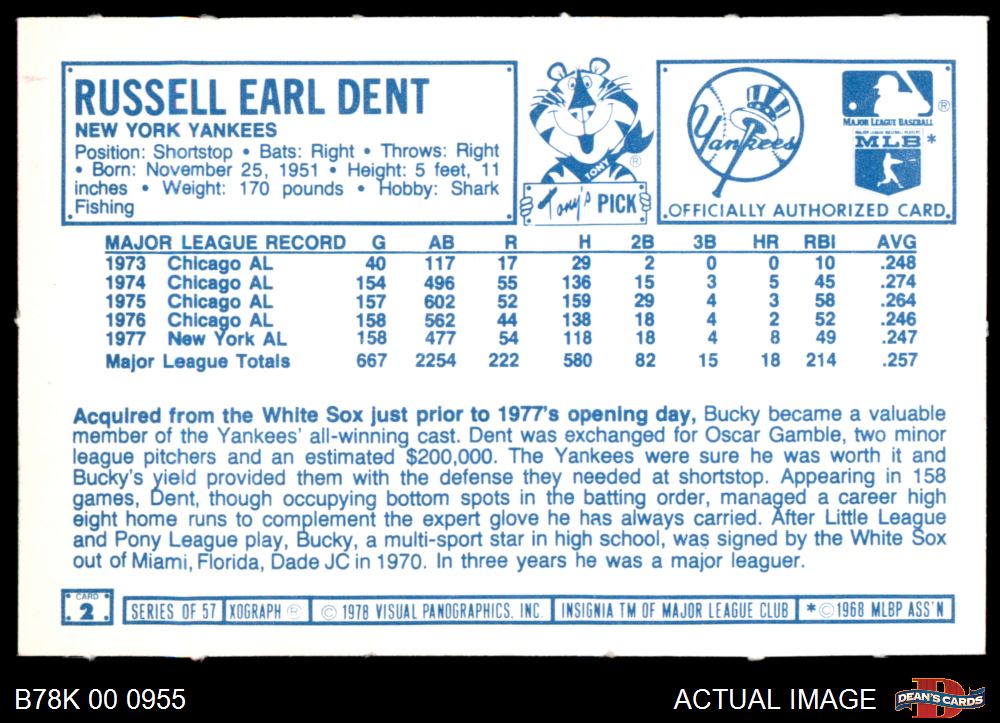 RUSSELL EARL DENT
NEW YORK YANKEES
Position: Shortstop • Bats: Right • Throws: Right
• Born: November 25, 1951 • Height: 5 feet, 11
inches • Weight: 170 pounds • Hobby: Shark
Fishing
TONY
®
Tony's PICK
Yankees
®
MAJOR LEAGUE BASEBALL
MAJOR LEAGUE BASEBALL PLAYERS
MLB *
OFFICIALLY AUTHORIZED CARD
MAJOR LEAGUE RECORD G AB R H 2B 3B HR RBI AVG
1973 Chicago AL 40 117 17 29 2 0 0 10 .248
1974 Chicago AL 154 496 55 136 15 3 5 45 .274
1975 Chicago AL 157 602 52 159 29 4 3 58 .264
1976 Chicago AL 158 562 44 138 18 4 2 52 .246
1977 New York AL 158 477 54 118 18 4 8 49 .247
Major League Totals 667 2254 222 580 82 15 18 214 .257
Acquired from the White Sox just prior to 1977's opening day, Bucky became a valuable
member of the Yankees' all-winning cast. Dent was exchanged for Oscar Gamble, two minor
league pitchers and an estimated $200,000. The Yankees were sure he was worth it and
Bucky's yield provided them with the defense they needed at shortstop. Appearing in 158
games, Dent, though occupying bottom spots in the batting order, managed a career high
eight home runs to complement the expert glove he has always carried. After Little League
and Pony League play, Bucky, a multi-sport star in high school, was signed by the White Sox
out of Miami, Florida, Dade JC in 1970. In three years he was a major leaguer.
CARD
2
SERIES OF 57 XOGRAPH ® © 1978 VISUAL PANOGRAPHICS, INC. INSIGNIA TM OF MAJOR LEAGUE CLUB *©1968 MLBP ASS'N
B78K 00 0955
ACTUAL IMAGE
DEAN'S CARDS